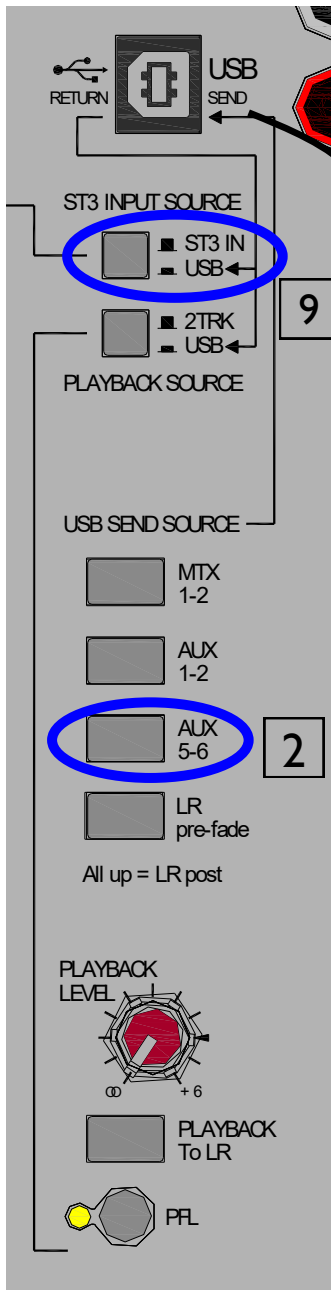 USB
RETURN SEND
ST3 INPUT SOURCE
ST3 IN
USB
9
2TRK
USB
PLAYBACK SOURCE
USB SEND SOURCE
MTX
1-2
AUX
1-2
AUX
5-6
2
LR
pre-fade
All up = LR post
PLAYBACK
LEVEL
∞ + 6
PLAYBACK
To LR
PFL